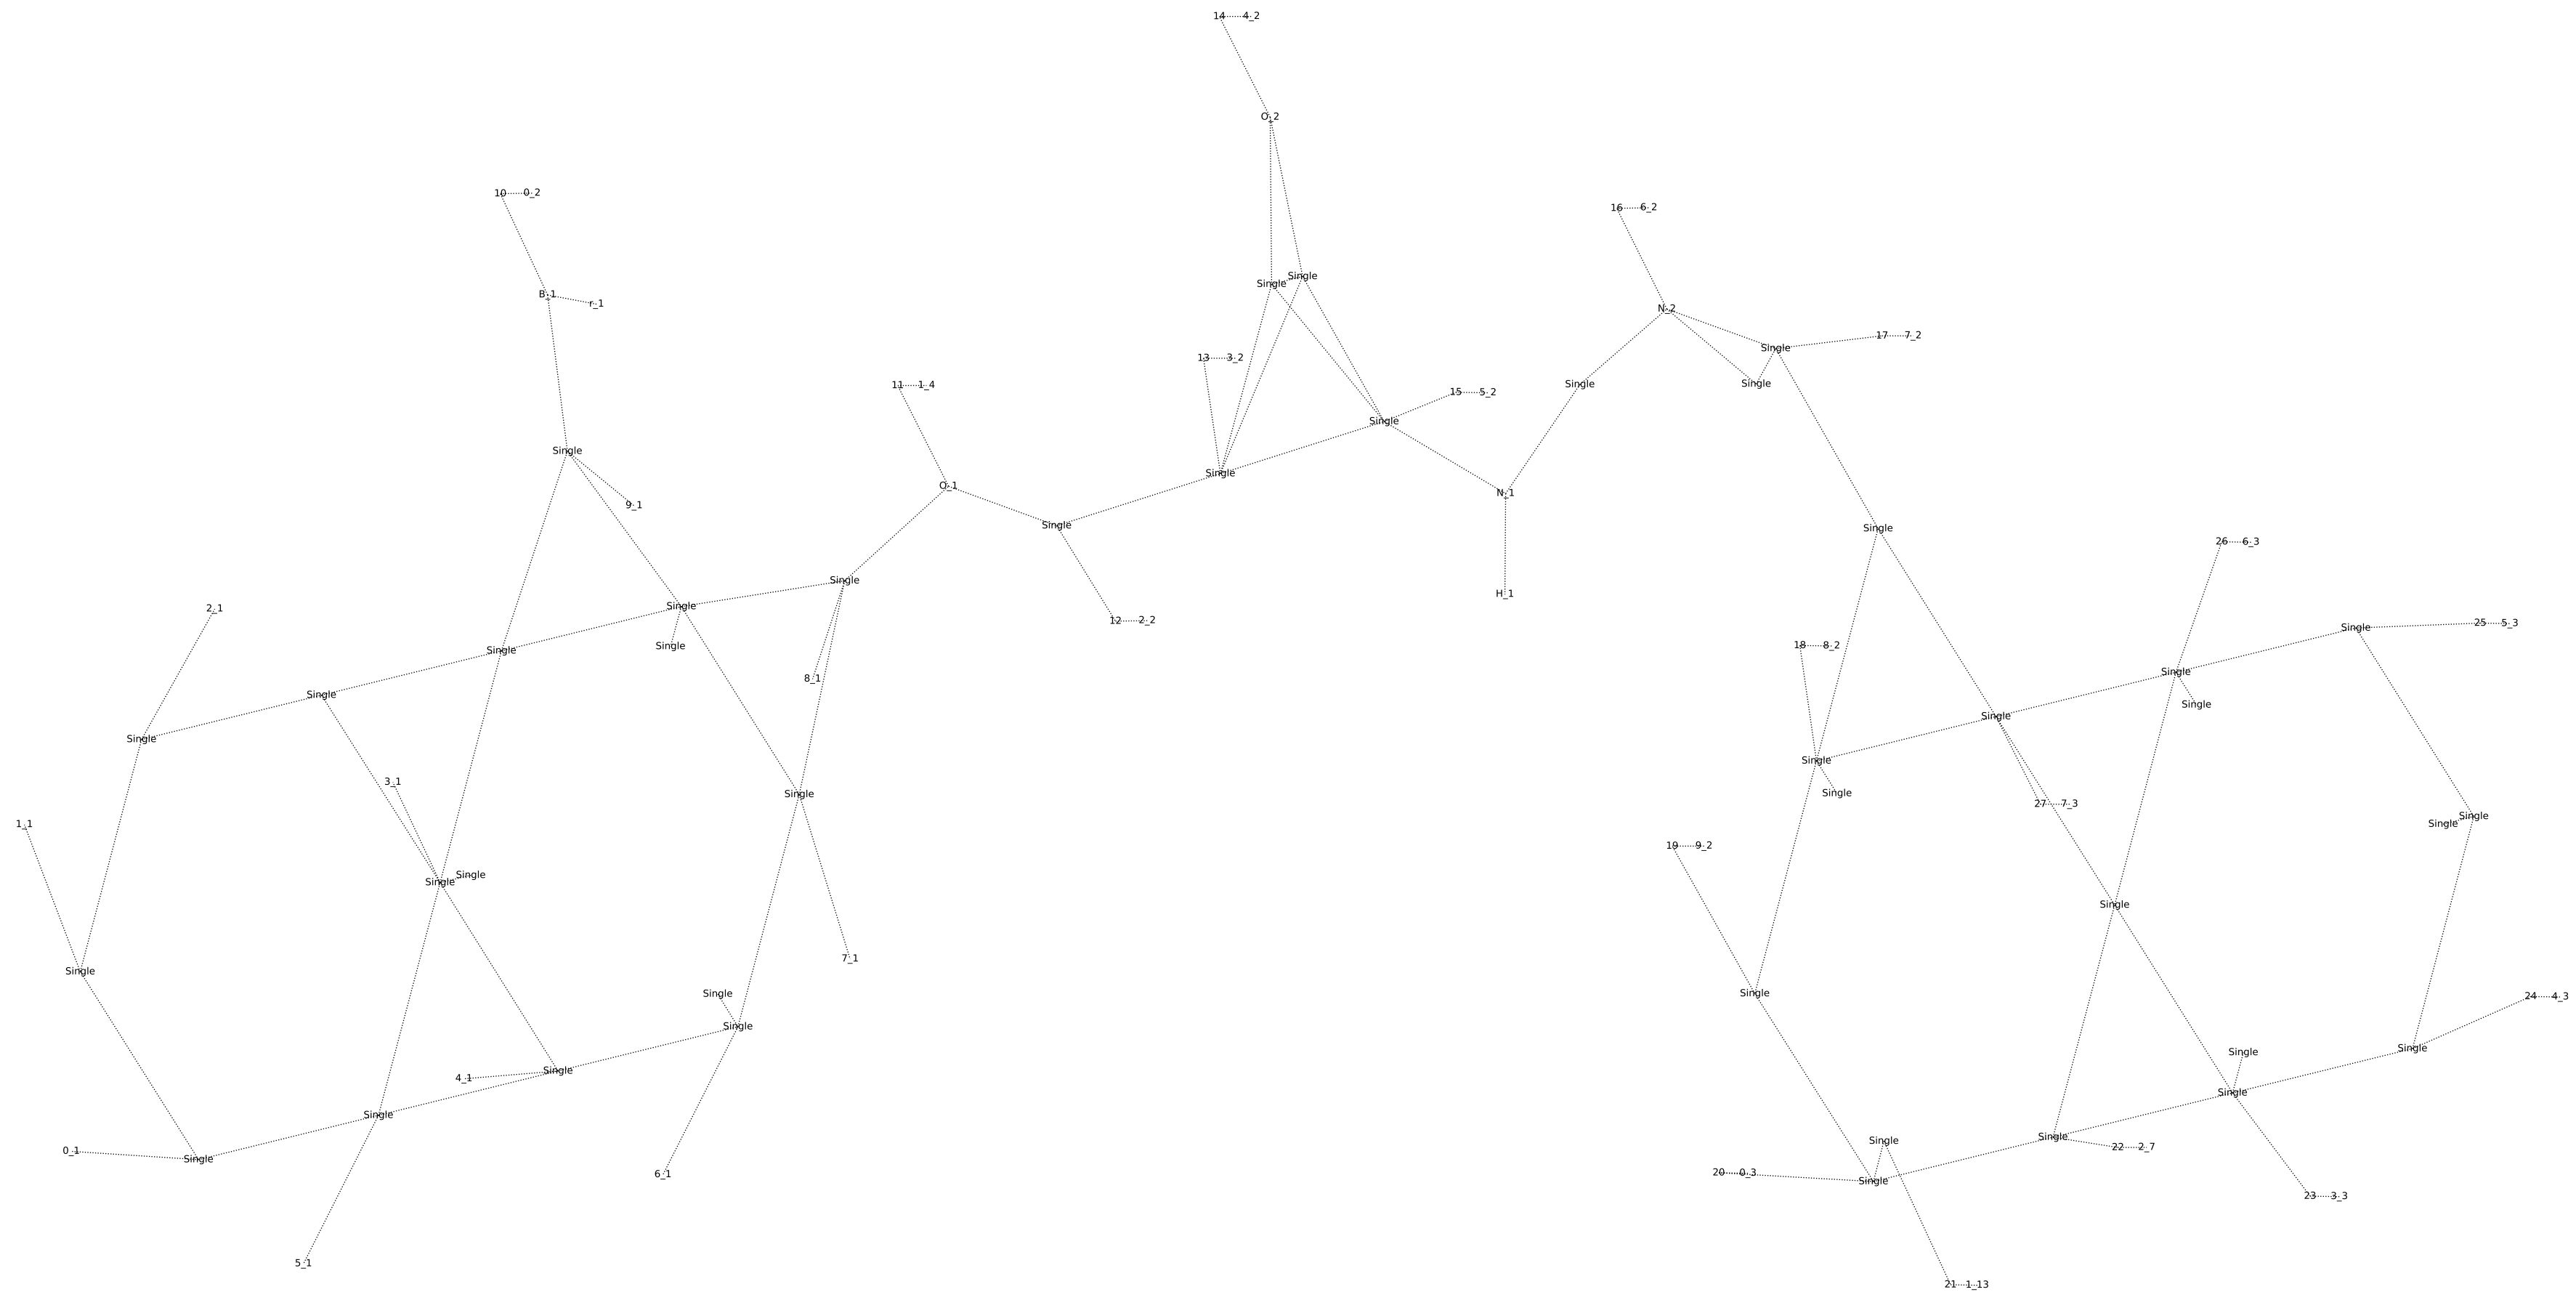 14 4_2
O_2
10 0_2
16 6_2
Single
Single
B_1
r_1
N_2
17 7_2
Single
13 3_2
11 1_4
Single
Single
15 5_2
Single
Single
Single
O_1
N_1
9_1
Single
Single
26 6_3
Single
H_1
Single
2_1
12 2_2
25 5_3
Single
Single
18 8_2
Single
Single
8_1
Single
Single
Single
Single
Single
3_1
Single
Single
27 7_3
Single
1_1
Single
19 9_2
Single
Single
Single
7_1
Single
Single
Single
24 4_3
Single
Single
Single
Single
4_1
Single
Single
Single
Single
22 2_7
0_1
Single
20 0_3
6_1
Single
23 3_3
5_1
21 1_13